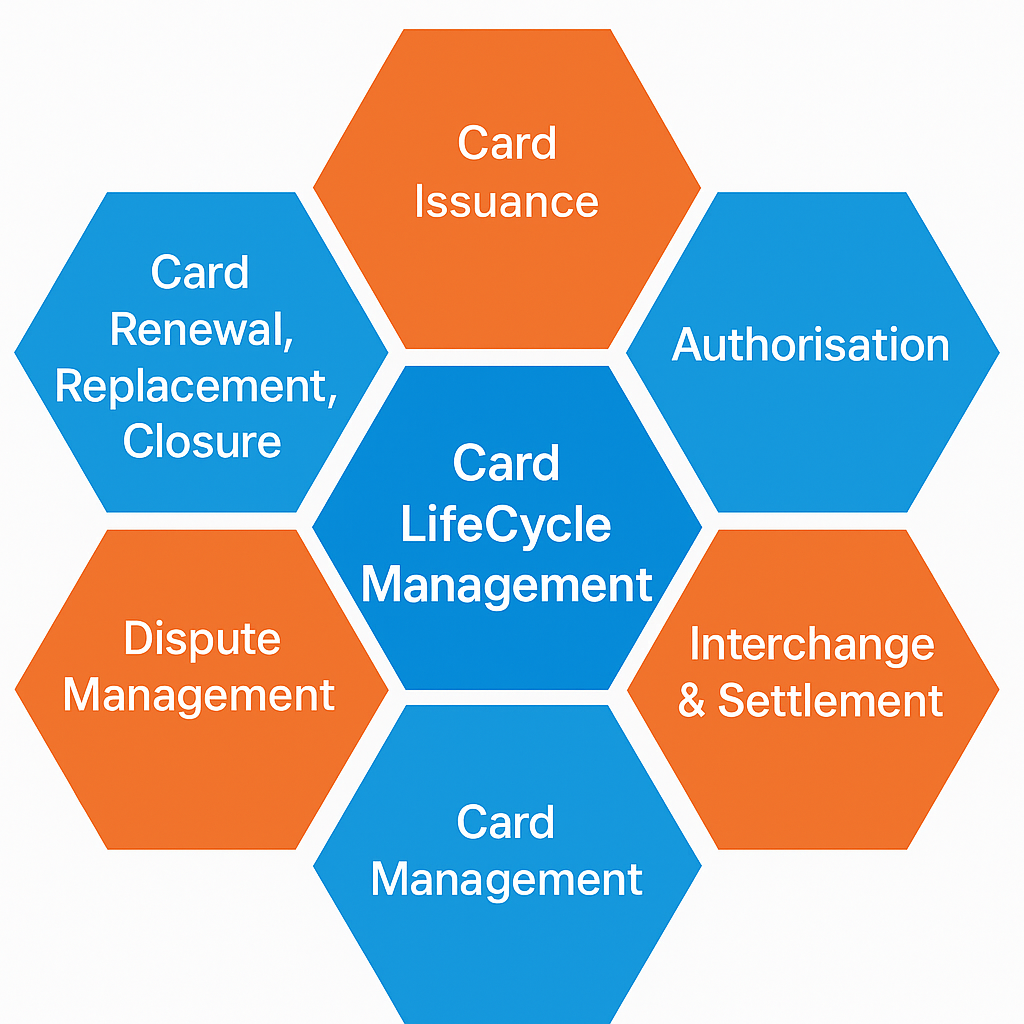 Card
Issuance
Card
Renewal,
Replacement,
Closure
Authorisation
Card
LifeCycle
Management
Dispute
Management
Interchange
& Settlement
Card
Management